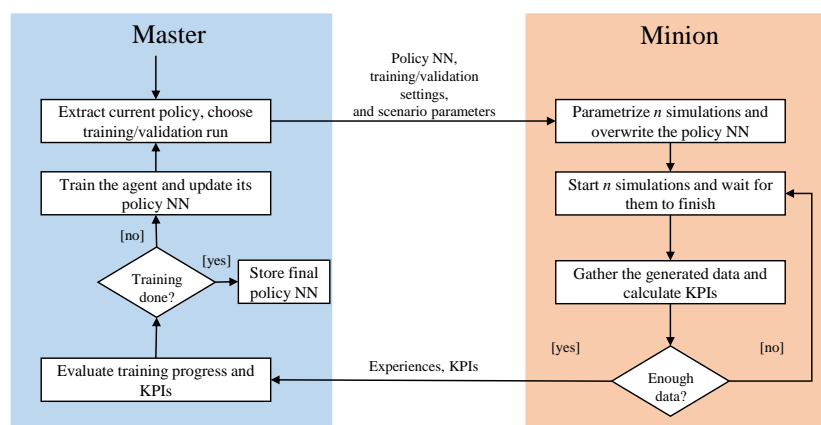 Master
Minion
Policy NN,
training/validation
settings,
and scenario parameters
Extract current policy, choose
training/validation run
Parametrize n simulations and
overwrite the policy NN
Train the agent and update its
policy NN
Start n simulations and wait for
them to finish
[no]
[yes]
Training
done?
Store final
policy NN
Gather the generated data and
calculate KPIs
[yes]
[no]
Evaluate training progress and
KPIs
Experiences, KPIs
Enough
data?